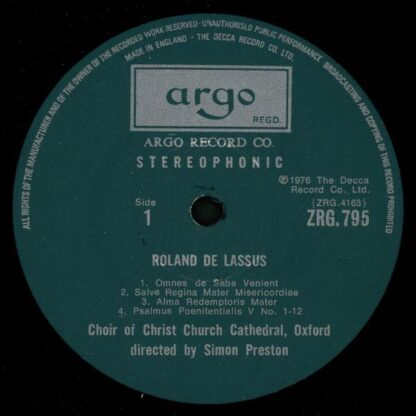 ALL RIGHTS OF THE MANUFACTURER AND OF THE OWNER OF THE RECORDED WORK RESERVED · UNAUTHORISED PUBLIC PERFORMANCE BROADCASTING AND COPYING OF THIS RECORD PROHIBITED
MADE IN ENGLAND · THE DECCA RECORD CO. LTD.
argo
REGD.
ARGO RECORD CO.
STEREOPHONIC
℗1976 The Decca
Record Co., Ltd.
Side
1
(ZRG.4163)
ZRG.795
ROLAND DE LASSUS
1. Omnes de Saba Venient
2. Salve Regina Mater Misericordiae
3. Alma Redemptoris Mater
4. Psalmus Poenitentialis V No. 1-12
Choir of Christ Church Cathedral, Oxford
directed by Simon Preston